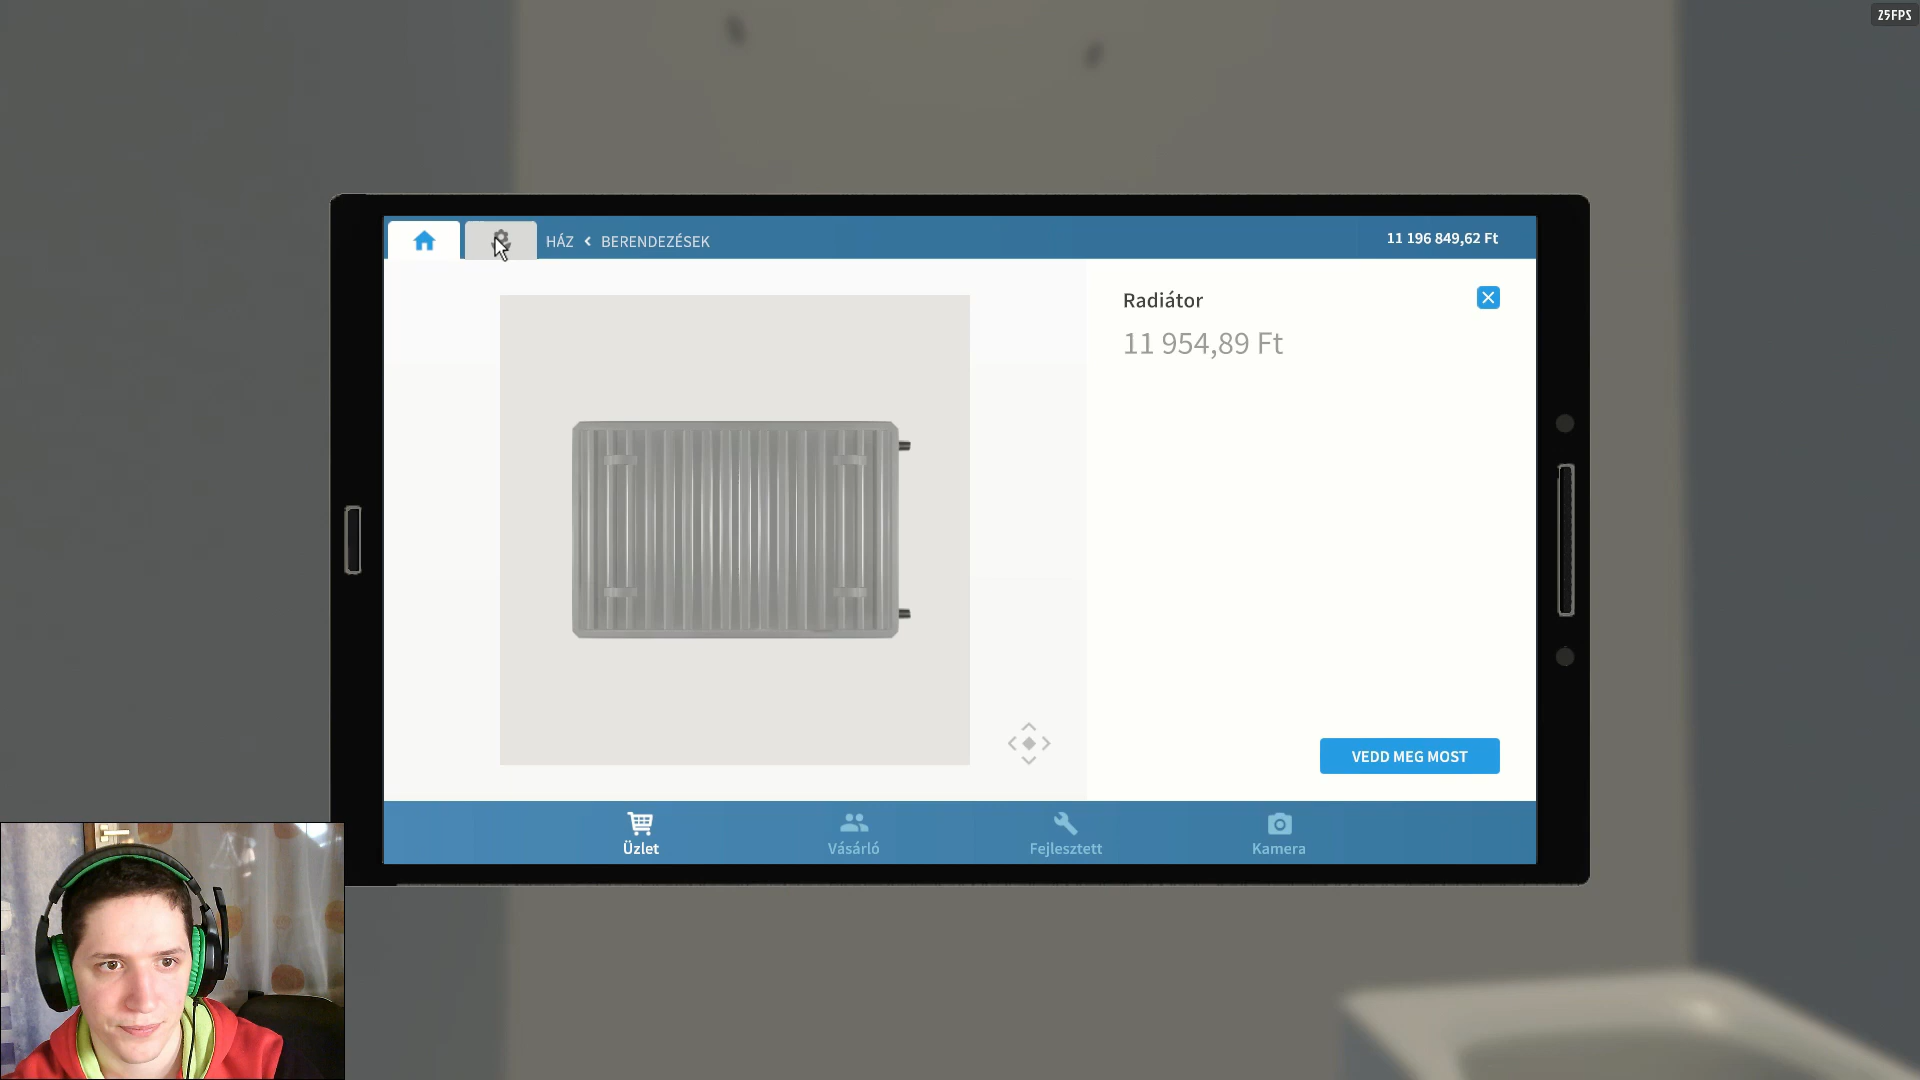 25FPS
HÁZ < BERENDEZÉSEK
11 196 849,62 Ft
Radiátor
11 954,89 Ft
VEDD MEG MOST
Üzlet
Vásárló
Fejlesztett
Kamera